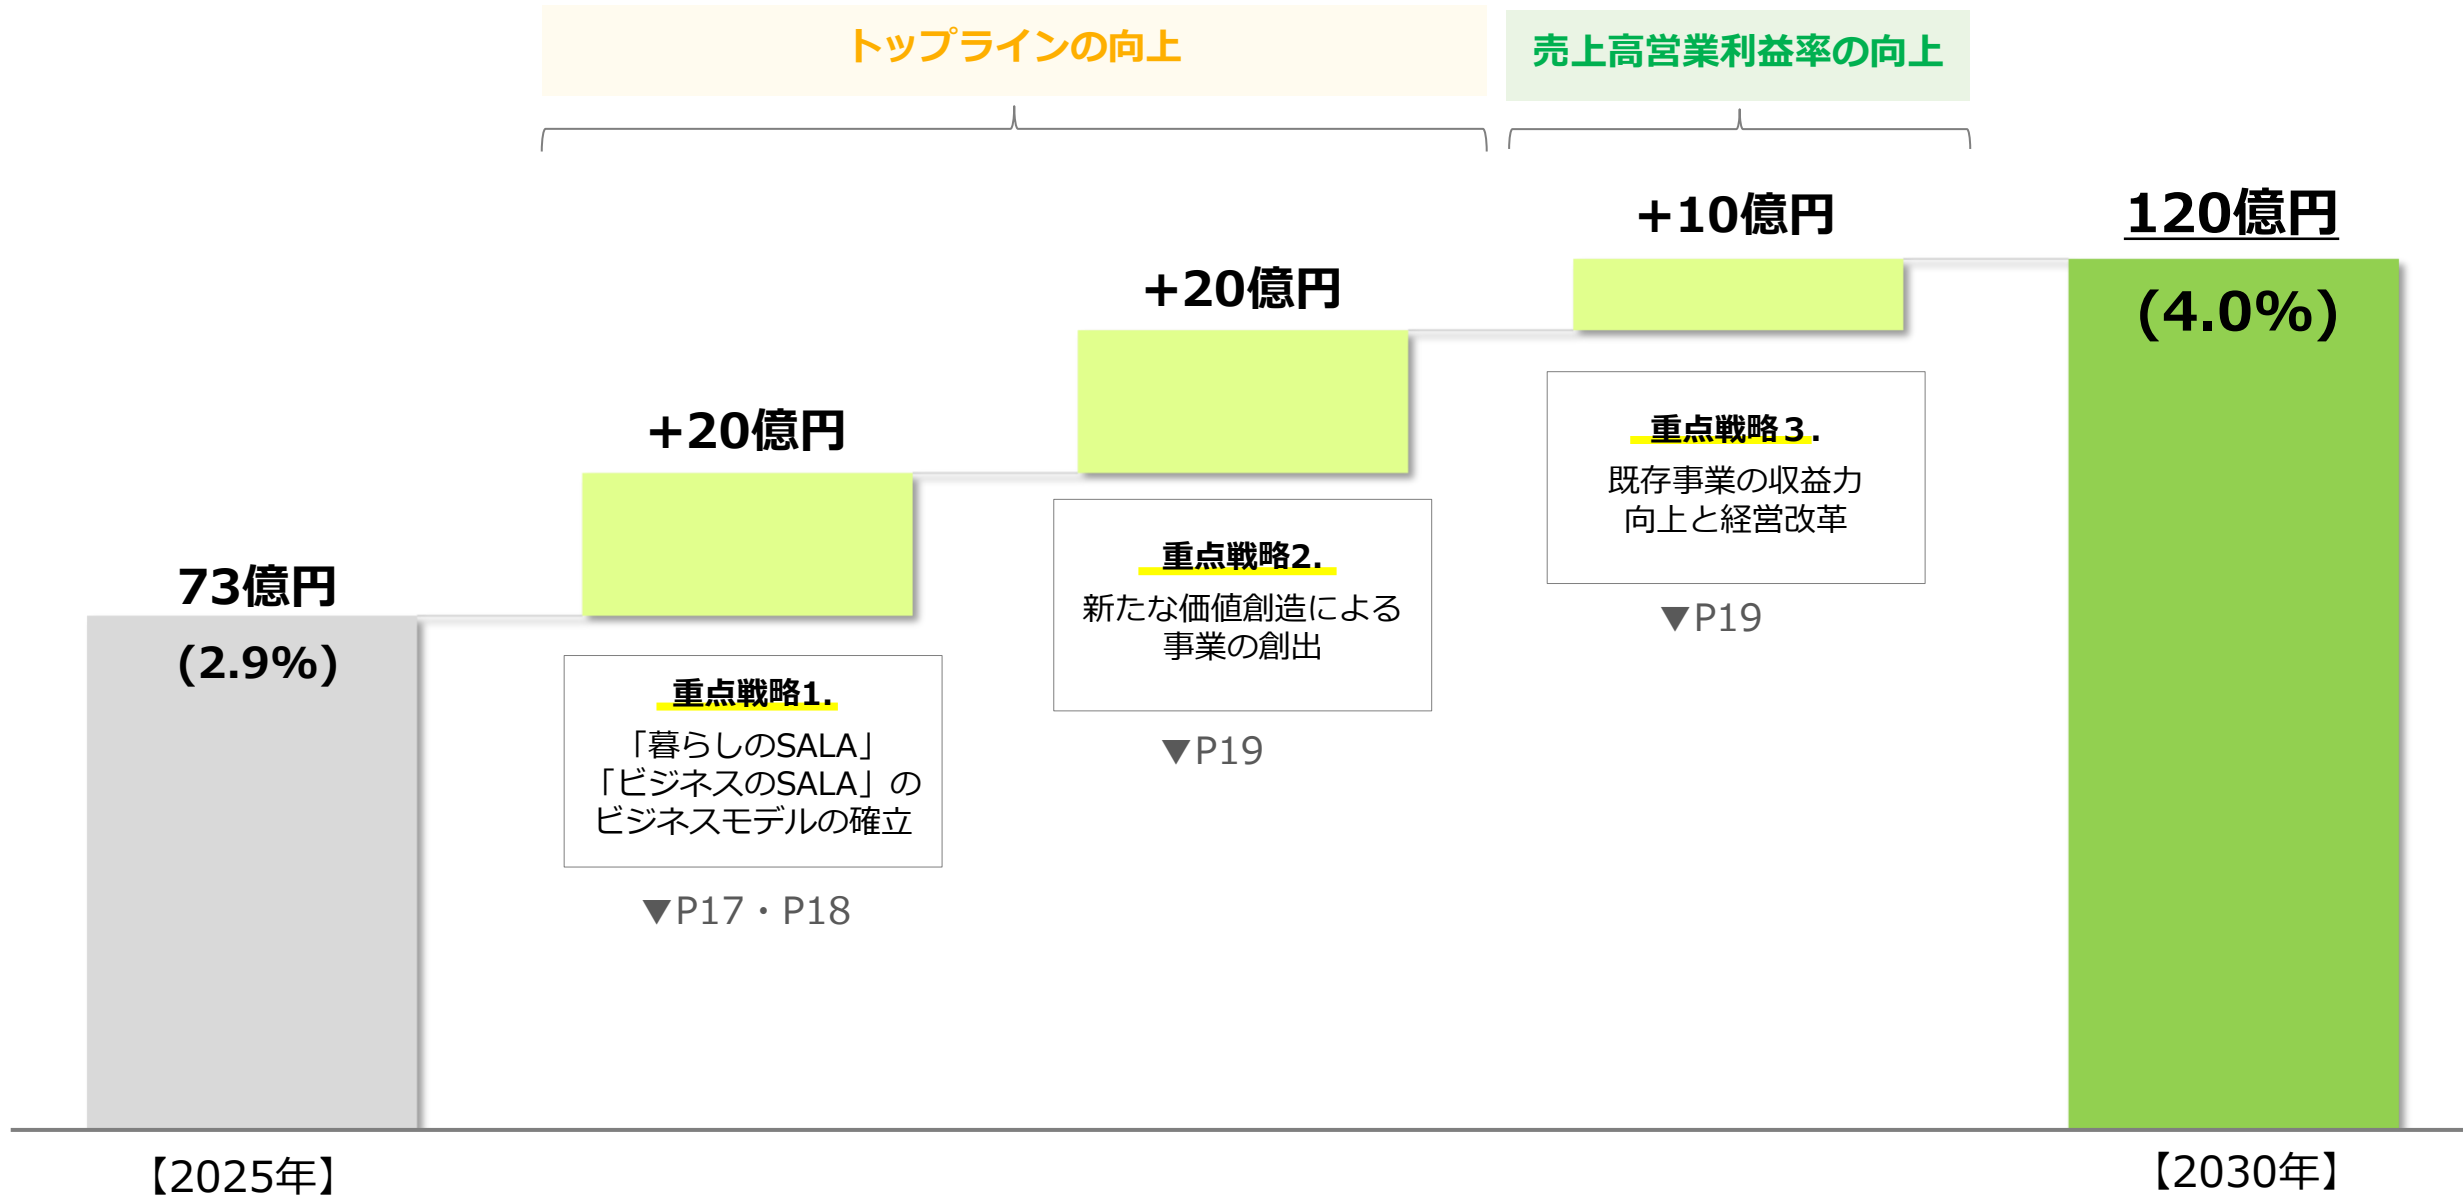 トップラインの向上
売上高営業利益率の向上
73億円
(2.9%)
+20億円
重点戦略1.
「暮らしのSALA」
「ビジネスのSALA」の
ビジネスモデルの確立
▼P17・P18
+20億円
重点戦略2.
新たな価値創造による
事業の創出
▼P19
+10億円
重点戦略３.
既存事業の収益力
向上と経営改革
▼P19
120億円
(4.0%)
【2025年】
【2030年】